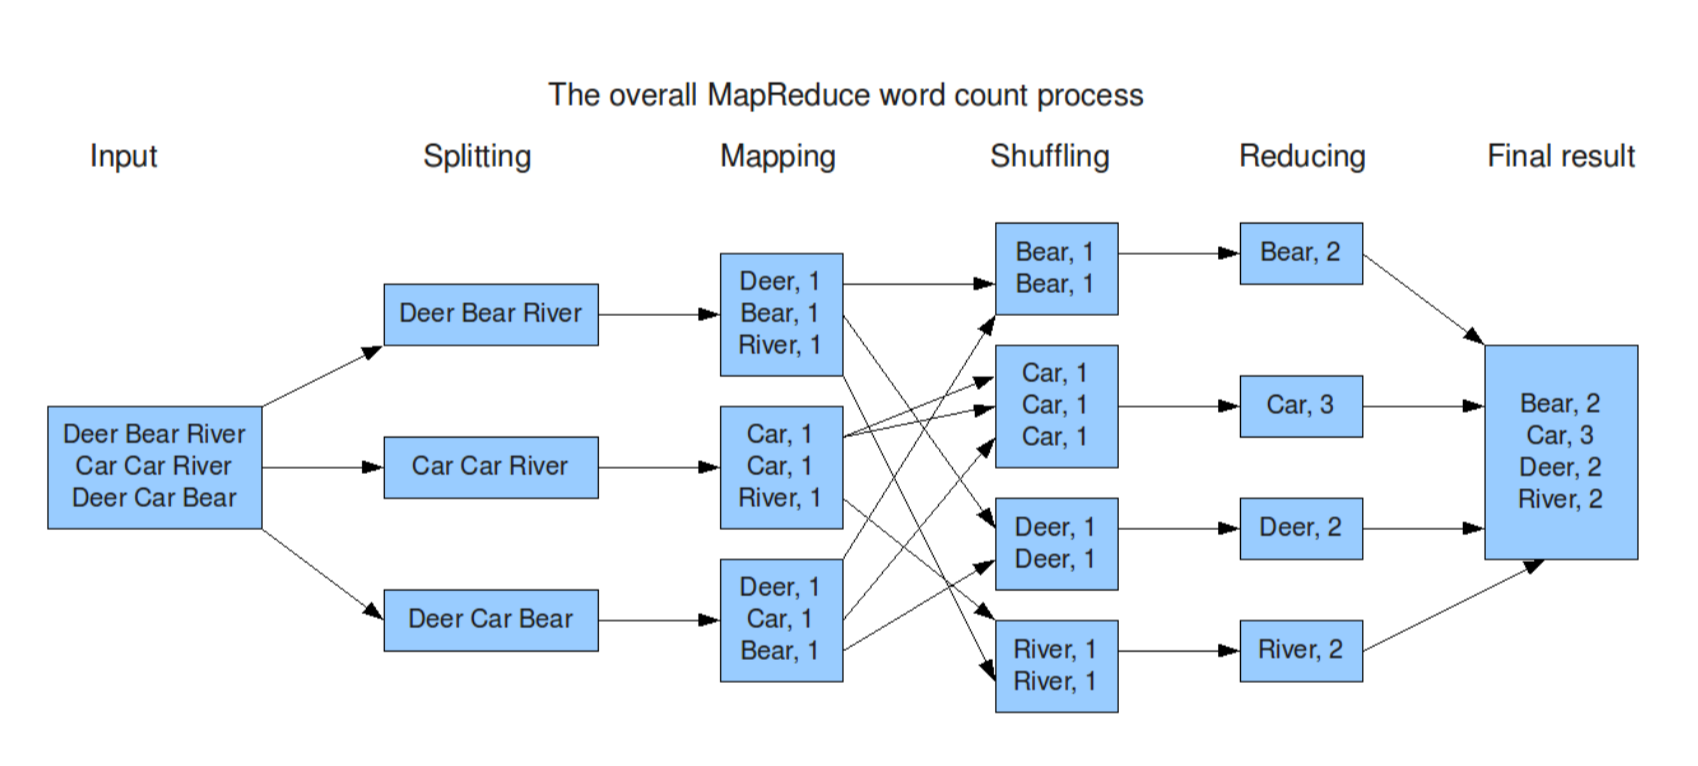 The overall MapReduce word count process
Input
Splitting
Mapping
Shuffling
Reducing
Final result
Deer Bear River
Car Car River
Deer Car Bear
Deer Bear River
Car Car River
Deer Car Bear
Deer, 1
Bear, 1
River, 1
Car, 1
Car, 1
River, 1
Deer, 1
Car, 1
Bear, 1
Bear, 1
Bear, 1
Car, 1
Car, 1
Car, 1
Deer, 1
Deer, 1
River, 1
River, 1
Bear, 2
Car, 3
Deer, 2
River, 2
Bear, 2
Car, 3
Deer, 2
River, 2